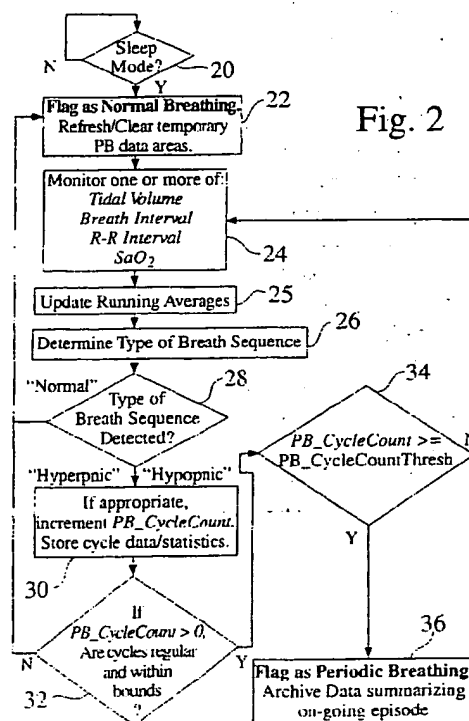 Sleep
N
Mode?
20
Y
Flag as Normal Breathing.
Refresh/Clear temporary
PB data areas.
22
Fig. 2
Monitor one or more of:
Tidal Volume
Breath Interval
R-R Interval
SaO2
24
Update Running Averages
25
Determine Type of Breath Sequence
26
"Normal"
28
Type of
Breath Sequence
Detected?
34
PB_CycleCount >=
PB_CycleCountThresh
N
Y
"Hyperpnic" "Hypopnic"
If appropriate,
increment PB_CycleCount.
Store cycle data/statistics.
30
If
PB_CycleCount > 0,
Are cycles regular
and within
bounds
?
N
Y
32
36
Flag as Periodic Breathing
Archive Data summarizing
on-going episode